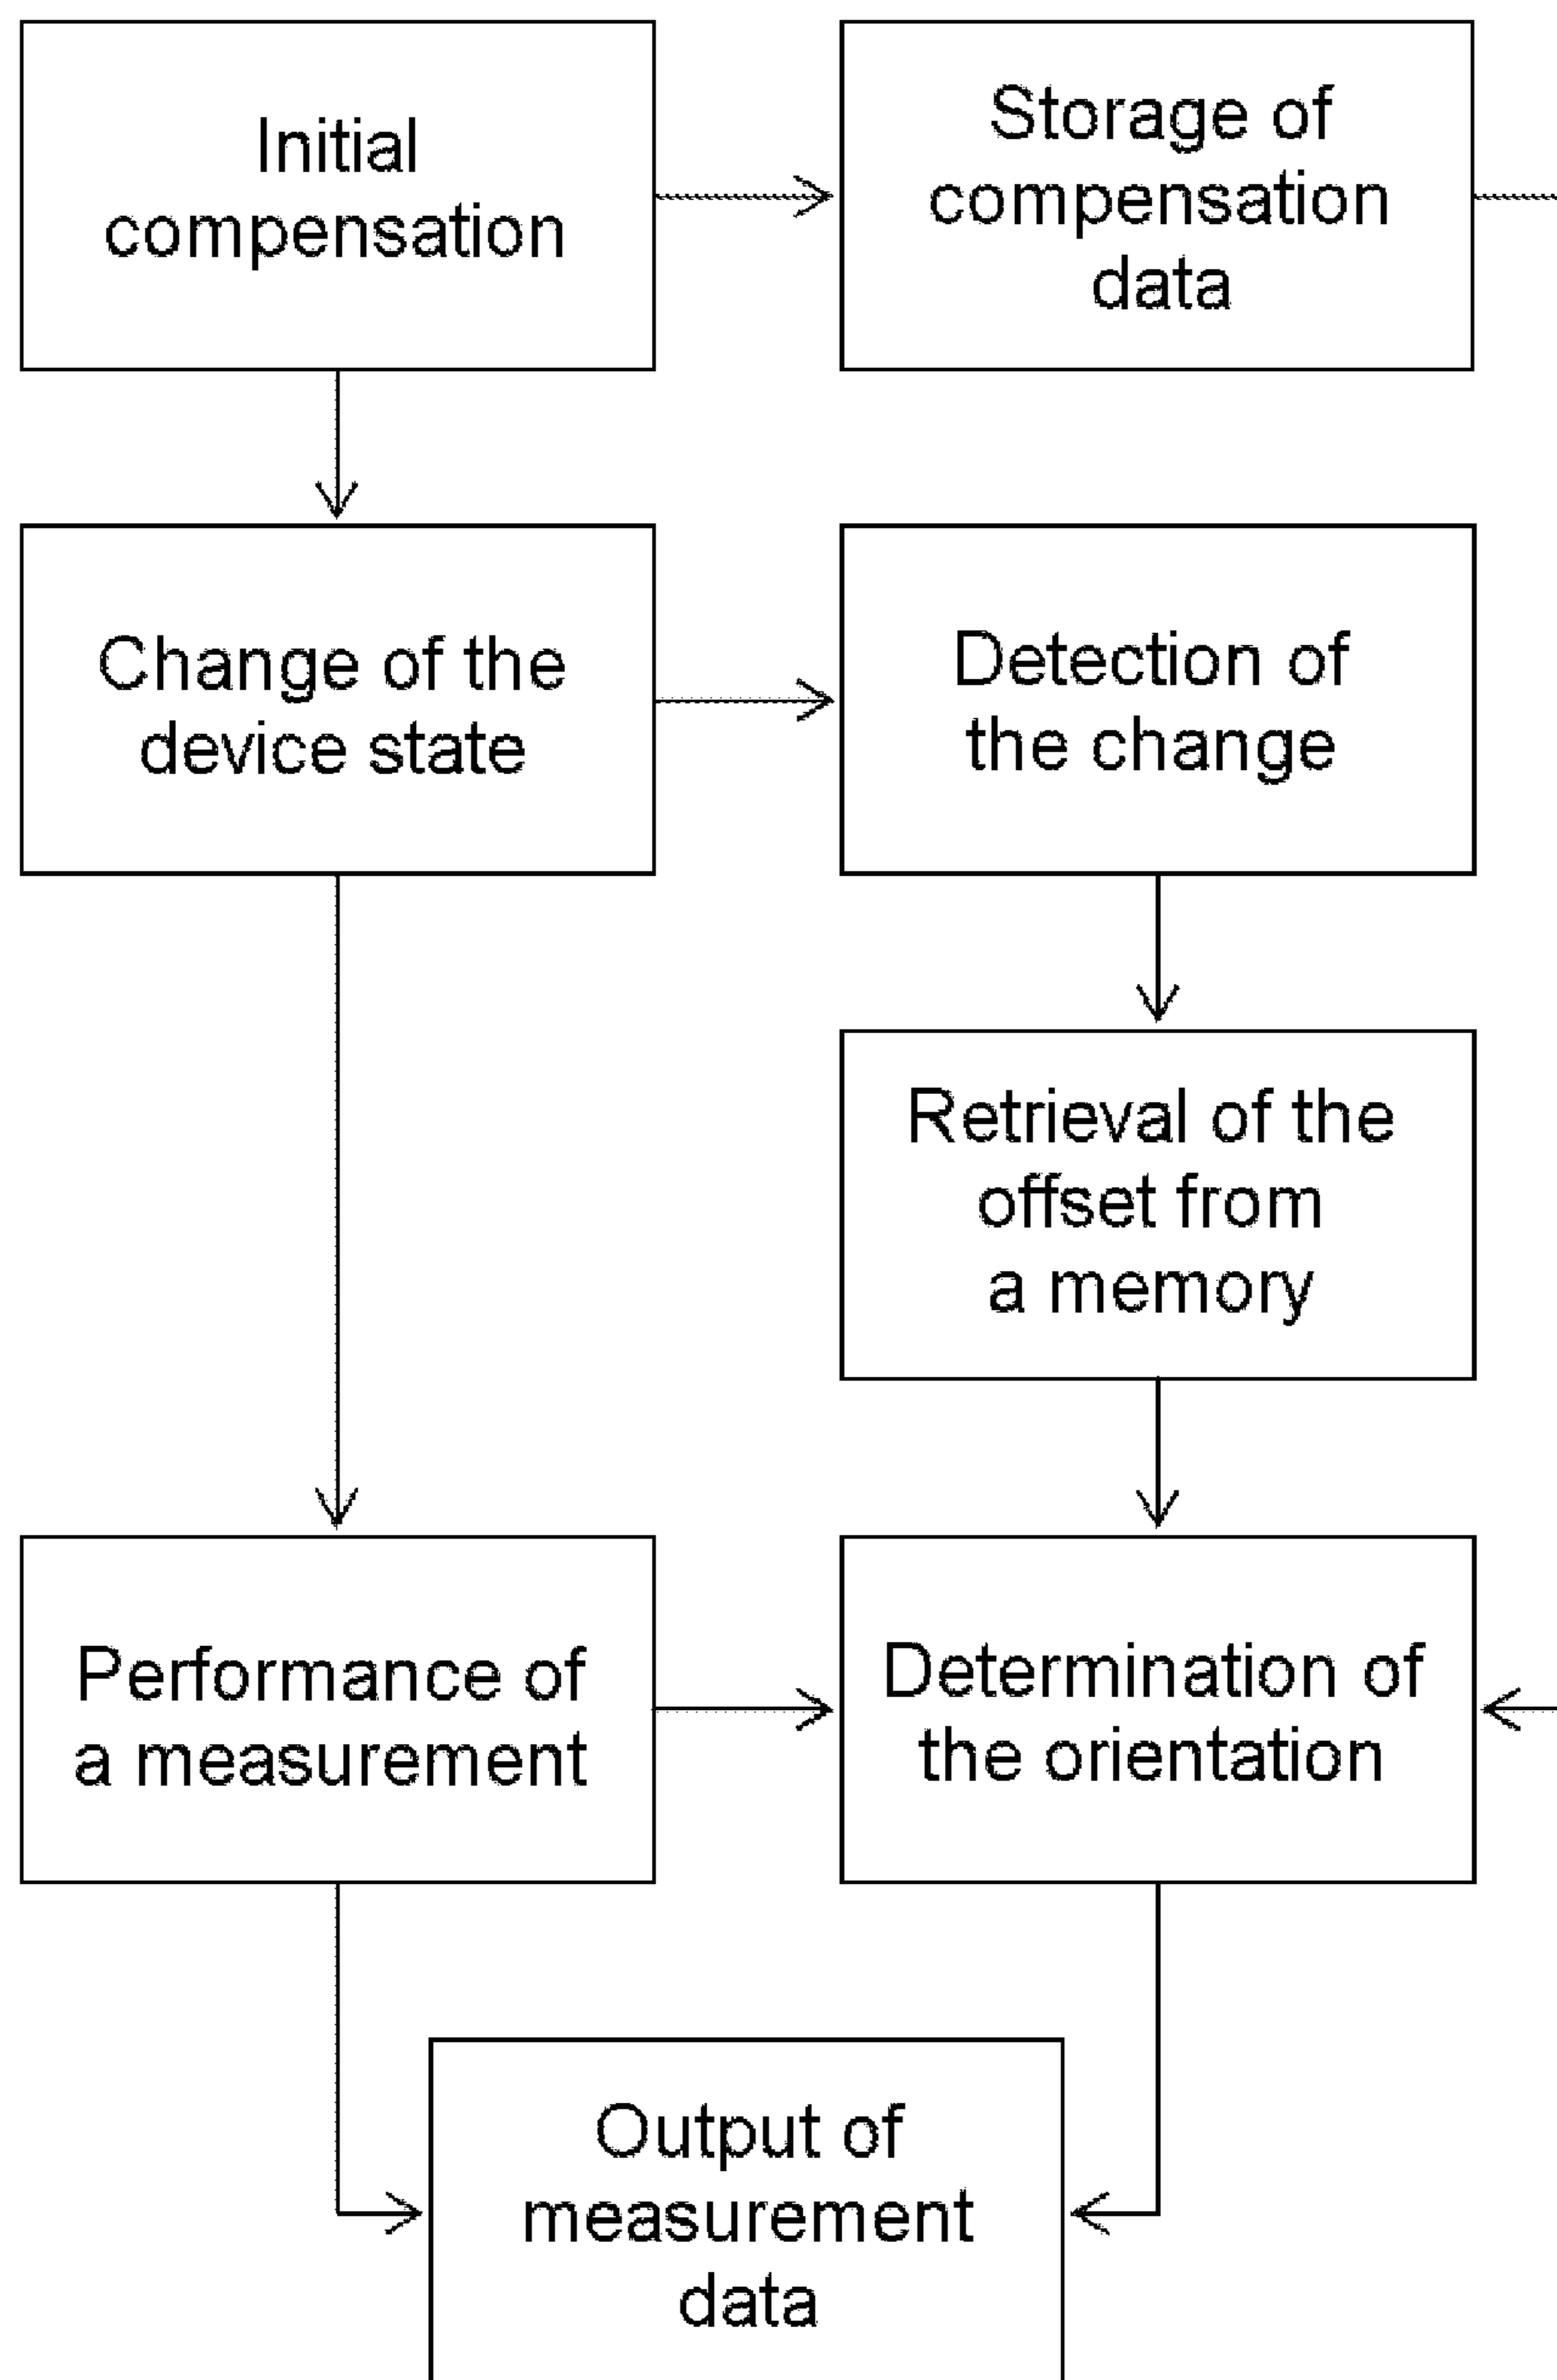 Initial
compensation
Storage of
compensation
data
Change of the
device state
Detection of
the change
Retrieval of the
offset from
a memory
Performance of
a measurement
Determination of
the orientation
Output of
measurement
data